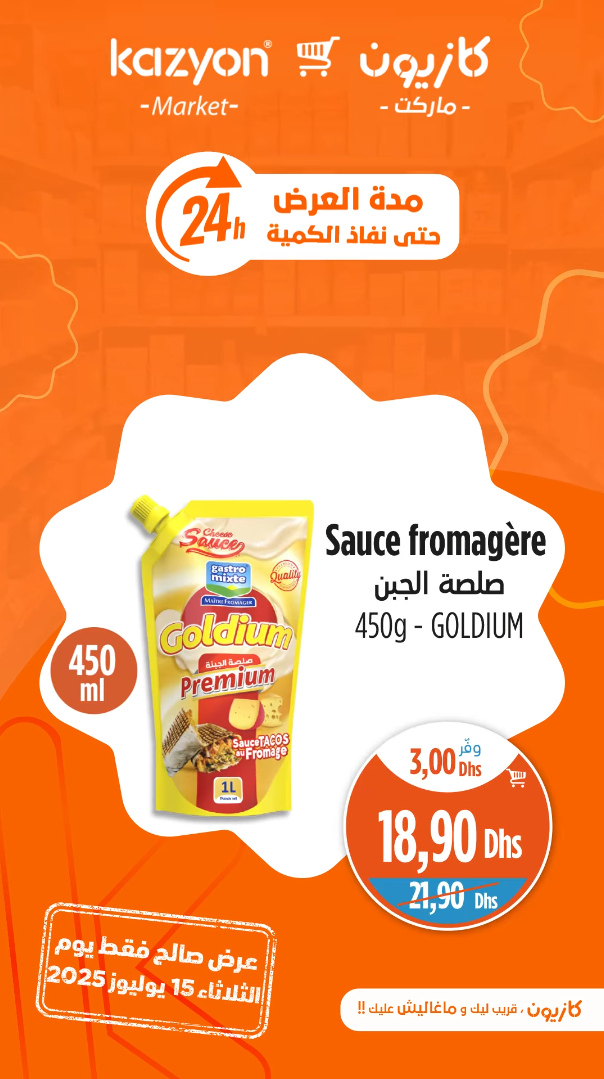 kazyon® كازيون
-Market- - ماركت -
24h
مدة العرض
حتى نفاذ الكمية
Cheese
Sauce
gastro
mixte
MAÎTRE FROMAGER
Quality
Goldium
صلصة الجبنة
Premium
Sauce TACOS
au Fromage
1L
450
ml
Sauce fromagère
صلصة الجبن
450g - GOLDIUM
وفّر
3,00 Dhs
18,90 Dhs
21,90 Dhs
عرض صالح فقط يوم
الثلاثاء 15 يوليوز 2025
كازيون ، قريب ليك و ماغاليش عليك !!